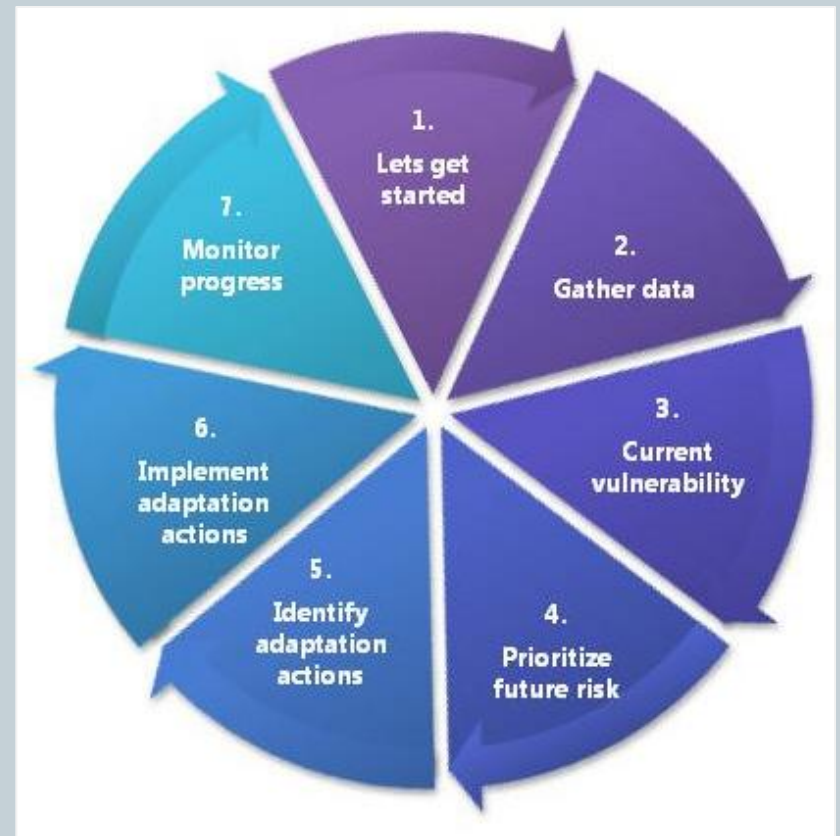 1.
Lets get
started
2.
Gather data
3.
Current
vulnerability
4.
Prioritize
future risk
5.
Identify
adaptation
actions
6.
Implement
adaptation
actions
7.
Monitor
progress